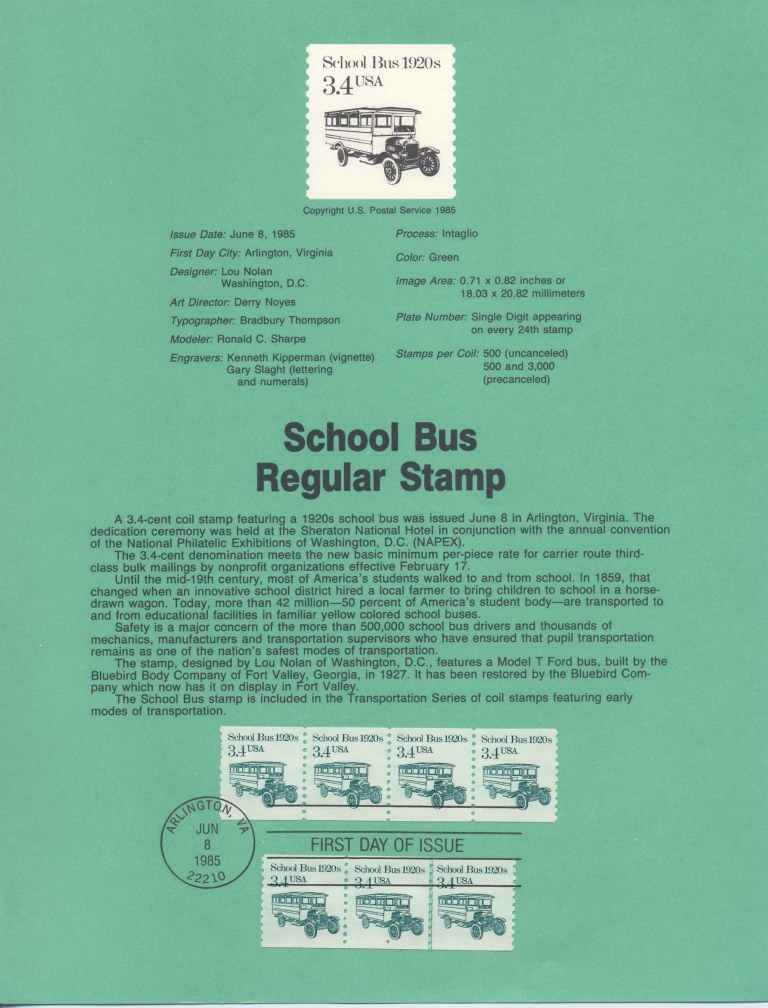 School Bus 1920s
3.4 USA
Copyright U.S. Postal Service 1985
Issue Date: June 8, 1985
First Day City: Arlington, Virginia
Designer: Lou Nolan
Washington, D.C.
Art Director: Derry Noyes
Typographer: Bradbury Thompson
Modeler: Ronald C. Sharpe
Engravers: Kenneth Kipperman (vignette)
Gary Slaght (lettering
and numerals)
Process: Intaglio
Color: Green
Image Area: 0.71 x 0.82 inches or
18.03 x 20.82 millimeters
Plate Number: Single Digit appearing
on every 24th stamp
Stamps per Coil: 500 (uncanceled)
500 and 3,000
(precanceled)
School Bus
Regular Stamp
A 3.4-cent coil stamp featuring a 1920s school bus was issued June 8 in Arlington, Virginia. The
dedication ceremony was held at the Sheraton National Hotel in conjunction with the annual convention
of the National Philatelic Exhibitions of Washington, D.C. (NAPEX).
The 3.4-cent denomination meets the new basic minimum per-piece rate for carrier route third-
class bulk mailings by nonprofit organizations effective February 17.
Until the mid-19th century, most of America's students walked to and from school. In 1859, that
changed when an innovative school district hired a local farmer to bring children to school in a horse-
drawn wagon. Today, more than 42 million—50 percent of America's student body—are transported to
and from educational facilities in familiar yellow colored school buses.
Safety is a major concern of the more than 500,000 school bus drivers and thousands of
mechanics, manufacturers and transportation supervisors who have ensured that pupil transportation
remains as one of the nation's safest modes of transportation.
The stamp, designed by Lou Nolan of Washington, D.C., features a Model T Ford bus, built by the
Bluebird Body Company of Fort Valley, Georgia, in 1927. It has been restored by the Bluebird Com-
pany which now has it on display in Fort Valley.
The School Bus stamp is included in the Transportation Series of coil stamps featuring early
modes of transportation.
School Bus 1920s School Bus 1920s School Bus 1920s School Bus 1920s
3.4 USA 3.4 USA 3.4 USA 3.4 USA
ARLINGTON, VA
JUN
8
1985
22210
FIRST DAY OF ISSUE
School Bus 1920s School Bus 1920s School Bus 1920s
3.4 USA 3.4 USA 3.4 USA